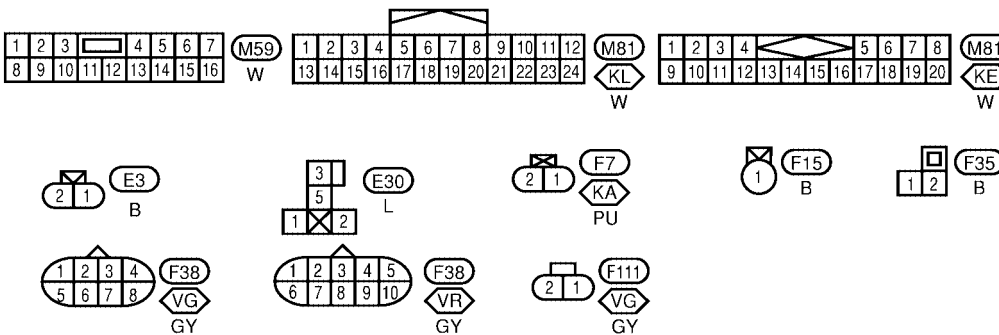 1 2 3 4 5 6 7 M59
8 9 10 11 12 13 14 15 16 W
1 2 3 4 5 6 7 8 9 10 11 12 M81
13 14 15 16 17 18 19 20 21 22 23 24 KL
W
1 2 3 4 5 6 7 8 M81
9 10 11 12 13 14 15 16 17 18 19 20 KE
W
2 1 E3
B
3
5
1 2
E30
L
2 1 F7
KA
PU
1 F15
B
1 2 F35
B
1 2 3 4 F38
5 6 7 8 VG
GY
1 2 3 4 5 F38
6 7 8 9 10 VR
GY
2 1 F111
VG
GY